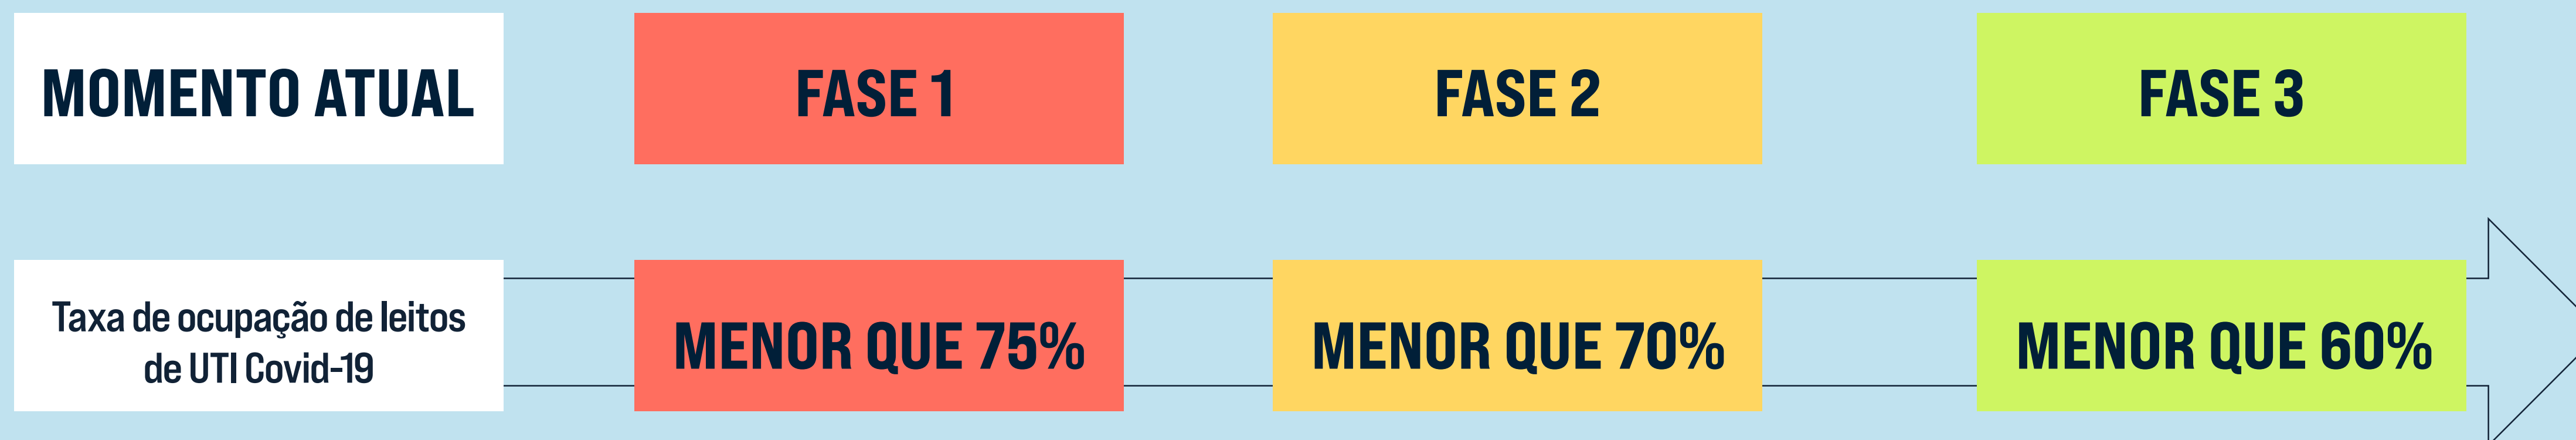 MOMENTO ATUAL
FASE 1
FASE 2
FASE 3
Taxa de ocupação de leitos
de UTI Covid-19
MENOR QUE 75%
MENOR QUE 70%
MENOR QUE 60%